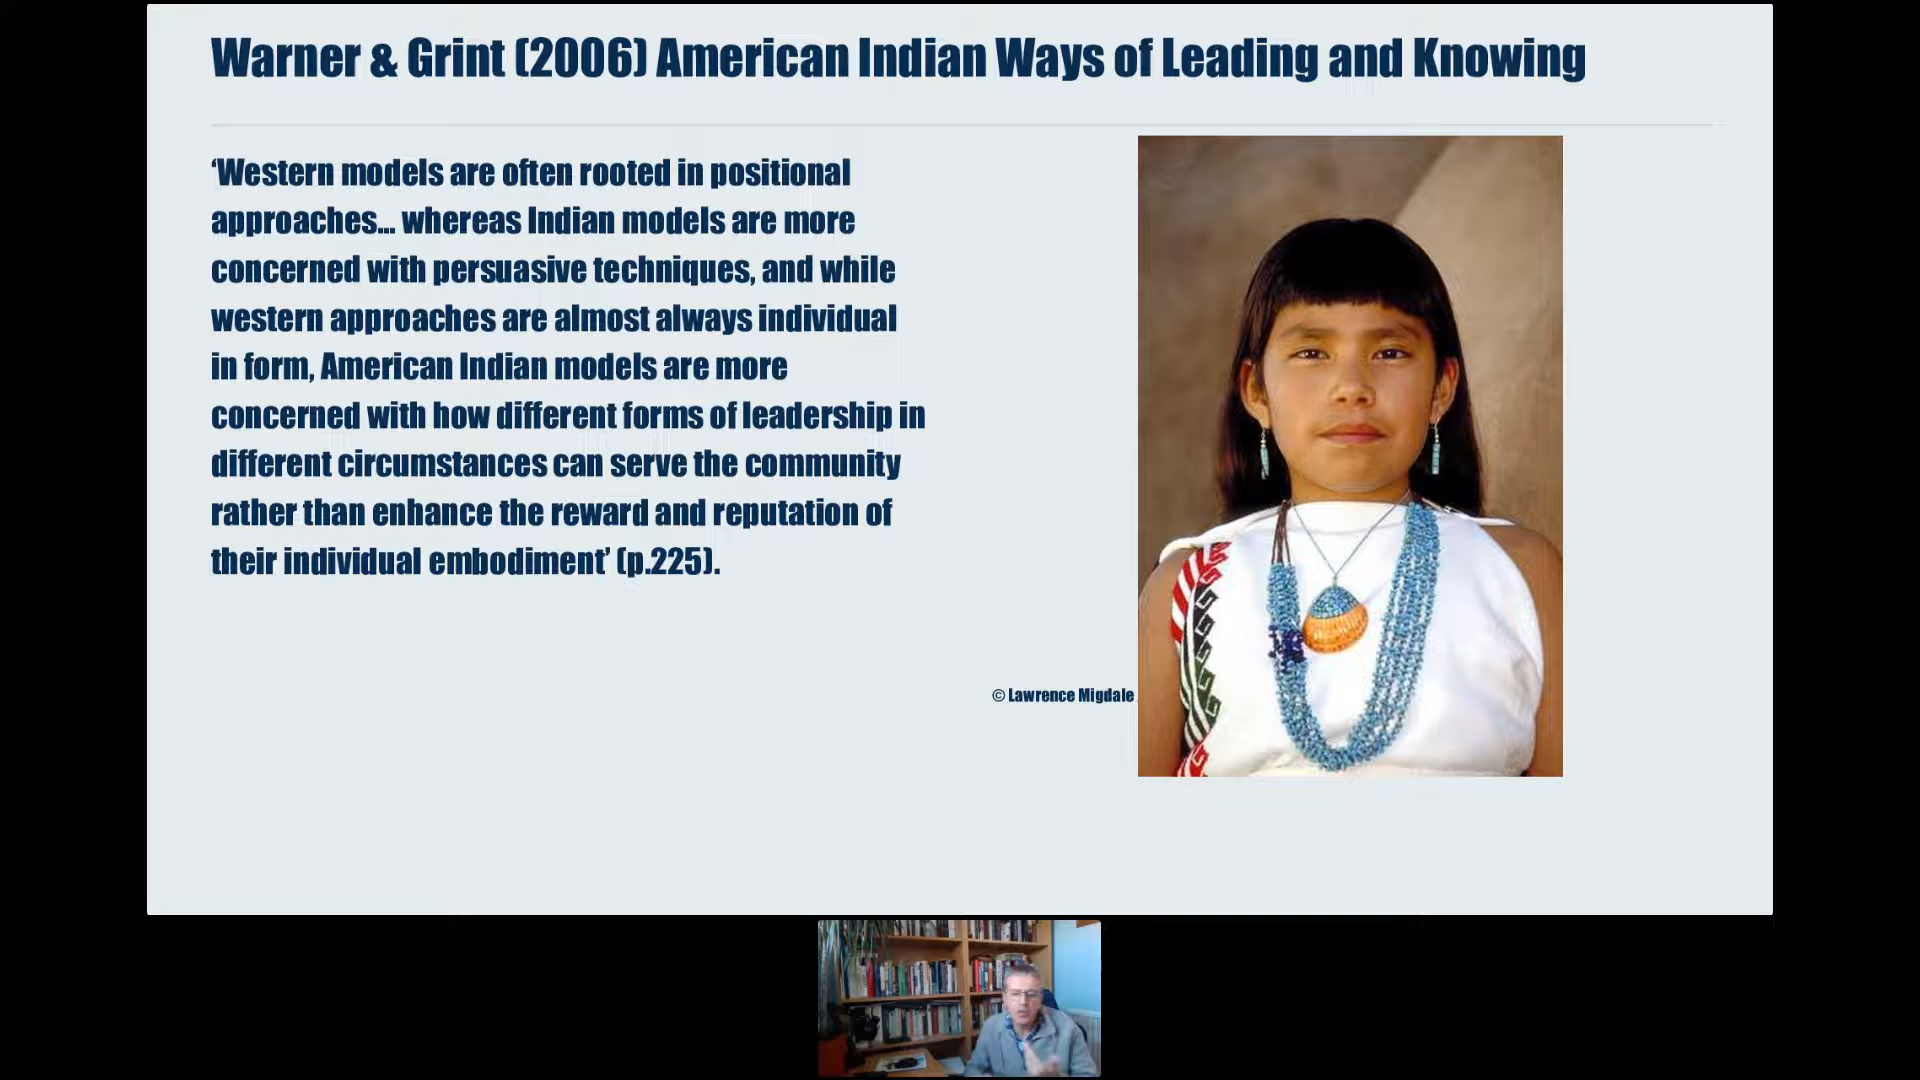 Warner & Grint (2006) American Indian Ways of Leading and Knowing
‘Western models are often rooted in positional
approaches... whereas Indian models are more
concerned with persuasive techniques, and while
western approaches are almost always individual
in form, American Indian models are more
concerned with how different forms of leadership in
different circumstances can serve the community
rather than enhance the reward and reputation of
their individual embodiment’ (p.225).
© Lawrence Migdale